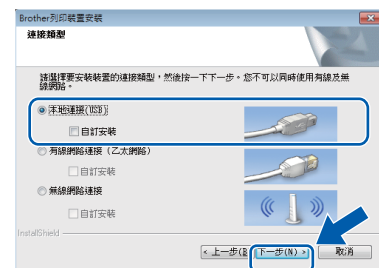 Brother列印裝置安裝
連接類型
請選擇要安裝裝置的連接類型，然後按一下下一步。您不可以同時使用有線及無
線網路。
本地連接(USB)
自訂安裝
有線網路連接（乙太網路）
自訂安裝
無線網路連接
自訂安裝
InstallShield
< 上一步(B 下一步(N) > 取消